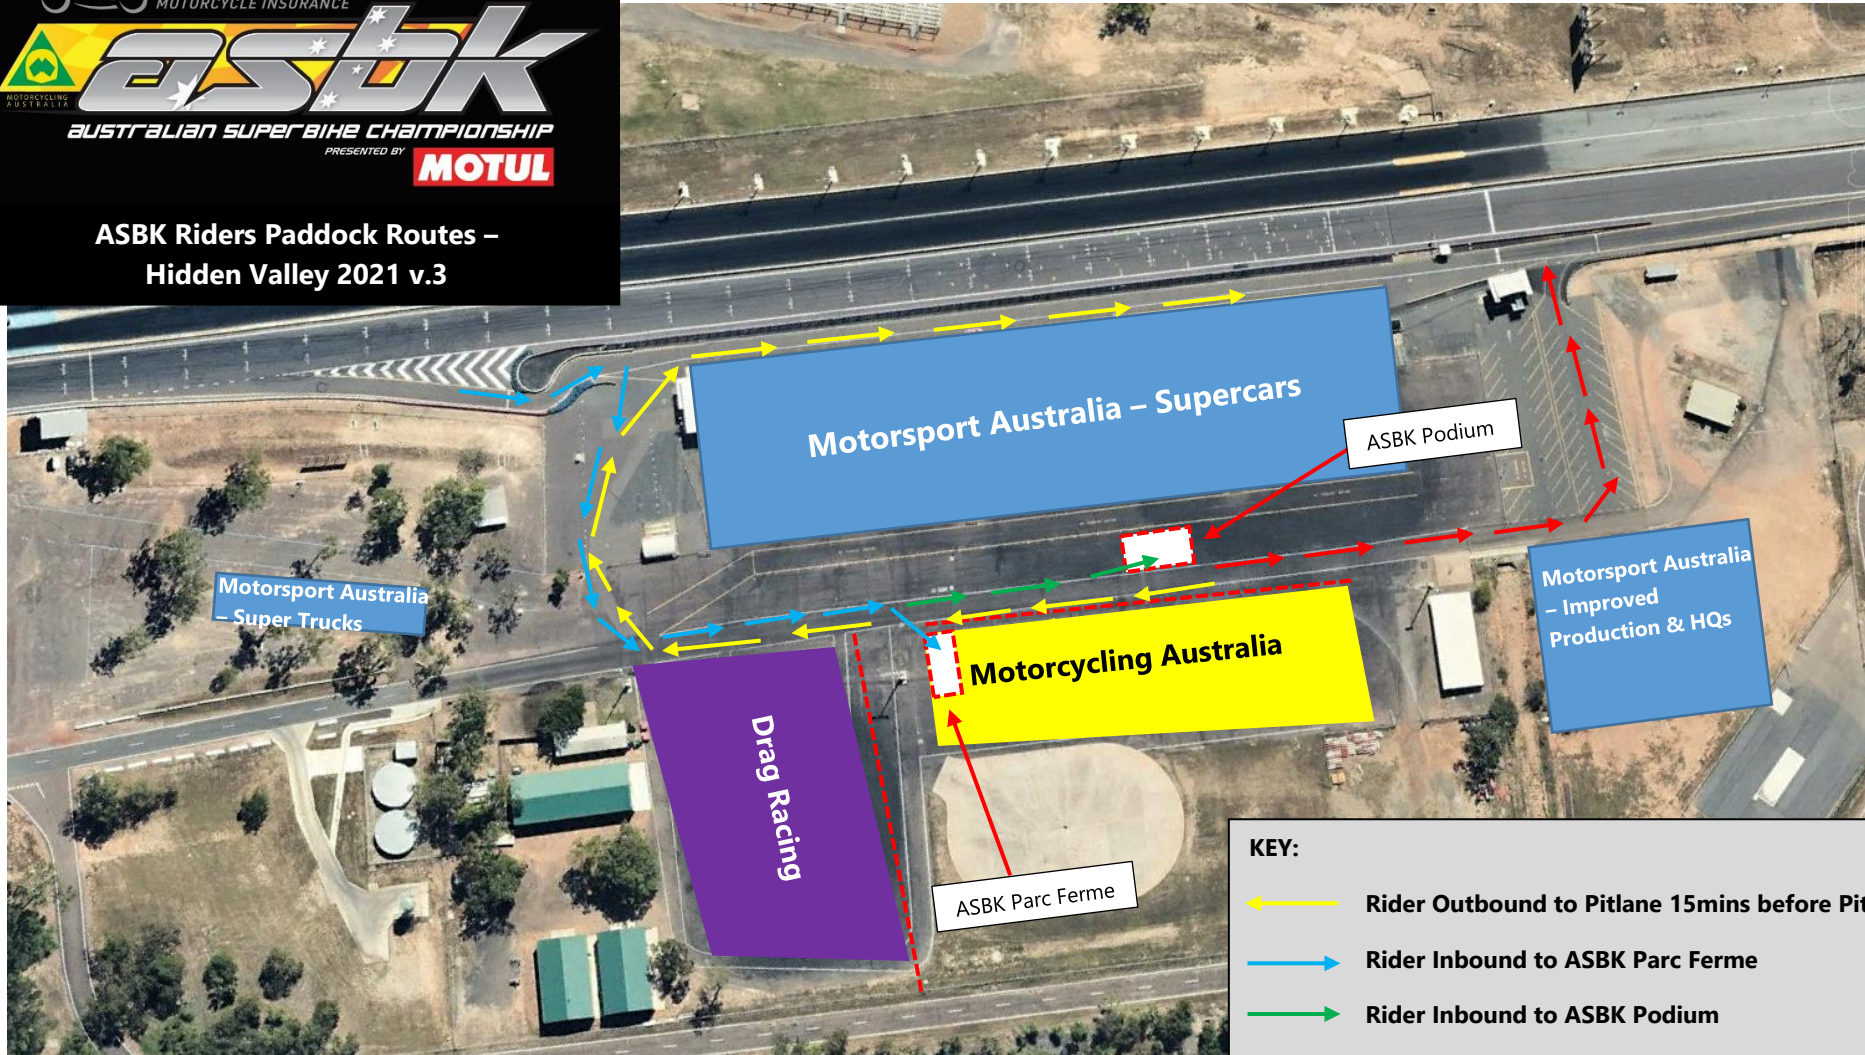 MOTORCYCLE INSURANCE
asbk
MOTORCYCLING
AUSTRALIA
AUSTRALIAN SUPERBIKE CHAMPIONSHIP
PRESENTED BY
MOTUL
ASBK Riders Paddock Routes –
Hidden Valley 2021 v.3
Motorsport Australia – Supercars
ASBK Podium
Motorsport Australia
– Super Trucks
Motorsport Australia
– Improved
Production & HQs
Motorcycling Australia
Drag Racing
ASBK Parc Ferme
KEY:
Rider Outbound to Pitlane 15mins before Pit
Rider Inbound to ASBK Parc Ferme
Rider Inbound to ASBK Podium